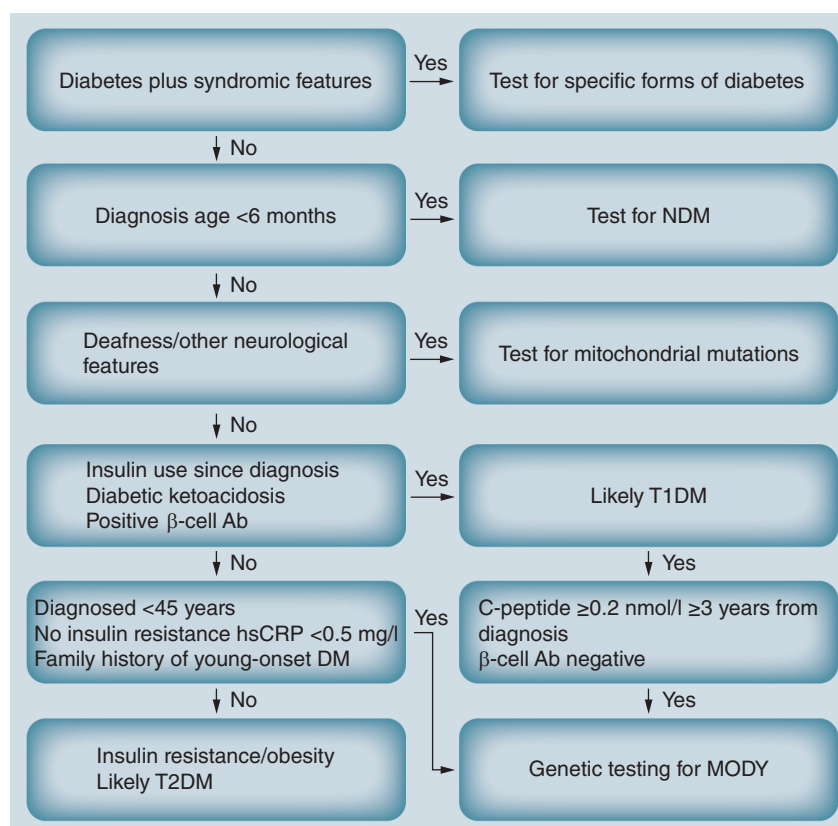 Diabetes plus syndromic features
Yes
Test for specific forms of diabetes
No
Diagnosis age <6 months
Yes
Test for NDM
No
Deafness/other neurological
features
Yes
Test for mitochondrial mutations
No
Insulin use since diagnosis
Diabetic ketoacidosis
Positive β-cell Ab
Yes
Likely T1DM
No
Yes
Diagnosed <45 years
No insulin resistance hsCRP <0.5 mg/l
Family history of young-onset DM
Yes
C-peptide ≥0.2 nmol/l ≥3 years from
diagnosis
β-cell Ab negative
No
Yes
Insulin resistance/obesity
Likely T2DM
Genetic testing for MODY